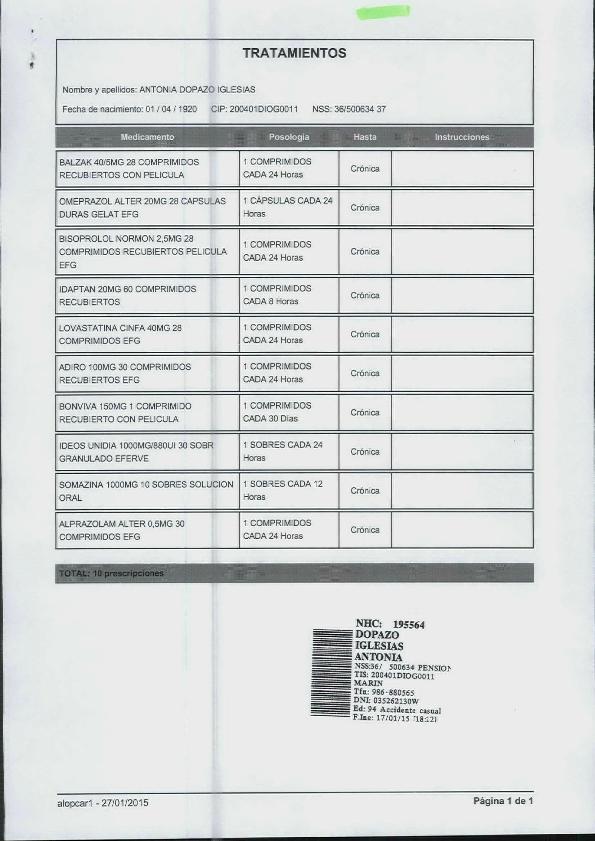 TRATAMIENTOS
Nombre y apellidos: ANTONIA DOPAZO IGLESIAS
Fecha de nacimiento: 01 / 04 / 1920 CIP: 200401DIOG0011 NSS: 36/500634 37
Medicamento Posología Hasta Instrucciones
BALZAK 40/5MG 28 COMPRIMIDOS
RECUBIERTOS CON PELICULA
1 COMPRIMIDOS
CADA 24 Horas
Crónica
OMEPRAZOL ALTER 20MG 28 CAPSULAS
DURAS GELAT EFG
1 CÁPSULAS CADA 24
Horas
Crónica
BISOPROLOL NORMON 2,5MG 28
COMPRIMIDOS RECUBIERTOS PELICULA
EFG
1 COMPRIMIDOS
CADA 24 Horas
Crónica
IDAPTAN 20MG 60 COMPRIMIDOS
RECUBIERTOS
1 COMPRIMIDOS
CADA 8 Horas
Crónica
LOVASTATINA CINFA 40MG 28
COMPRIMIDOS EFG
1 COMPRIMIDOS
CADA 24 Horas
Crónica
ADIRO 100MG 30 COMPRIMIDOS
RECUBIERTOS EFG
1 COMPRIMIDOS
CADA 24 Horas
Crónica
BONVIVA 150MG 1 COMPRIMIDO
RECUBIERTO CON PELICULA
1 COMPRIMIDOS
CADA 30 Días
Crónica
IDEOS UNIDIA 1000MG/880UI 30 SOBR
GRANULADO EFERVE
1 SOBRES CADA 24
Horas
Crónica
SOMAZINA 1000MG 10 SOBRES SOLUCION
ORAL
1 SOBRES CADA 12
Horas
Crónica
ALPRAZOLAM ALTER 0,5MG 30
COMPRIMIDOS EFG
1 COMPRIMIDOS
CADA 24 Horas
Crónica
TOTAL: 10 prescripciones
NHC: 195564
DOPAZO
IGLESIAS
ANTONIA
NSS:36/ 500634 PENSION
TIS: 200401DIOG0011
MARIN
Tfn: 986-880565
DNI: 035262130W
Ed: 94 Accidente casual
F.Inc: 17/01/15 (18:22)
alopcar1 - 27/01/2015
Página 1 de 1